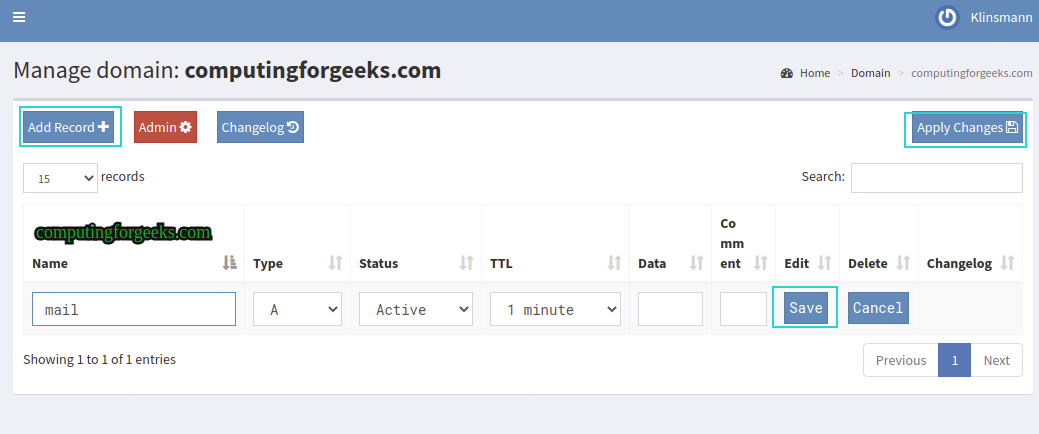 Klinsmann
Manage domain: computingforgeeks.com
Home > Domain > computingforgeeks.com
Add Record Admin Changelog Apply Changes
15 records Search:
computingforgeeks.com
Name Type Status TTL Data Comment Edit Delete Changelog
mail A Active 1 minute Save Cancel
Showing 1 to 1 of 1 entries Previous 1 Next